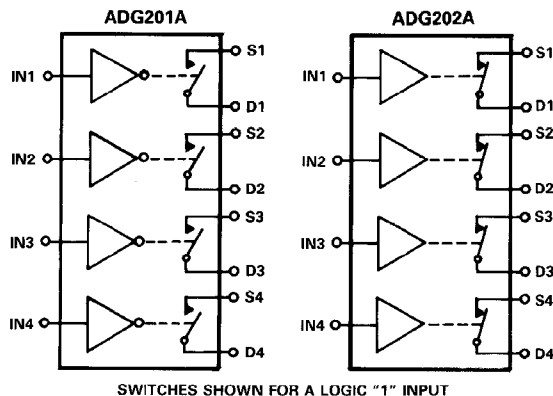 ADG201A
IN1
S1
D1
IN2
S2
D2
IN3
S3
D3
IN4
S4
D4
ADG202A
IN1
S1
D1
IN2
S2
D2
IN3
S3
D3
IN4
S4
D4
SWITCHES SHOWN FOR A LOGIC "1" INPUT